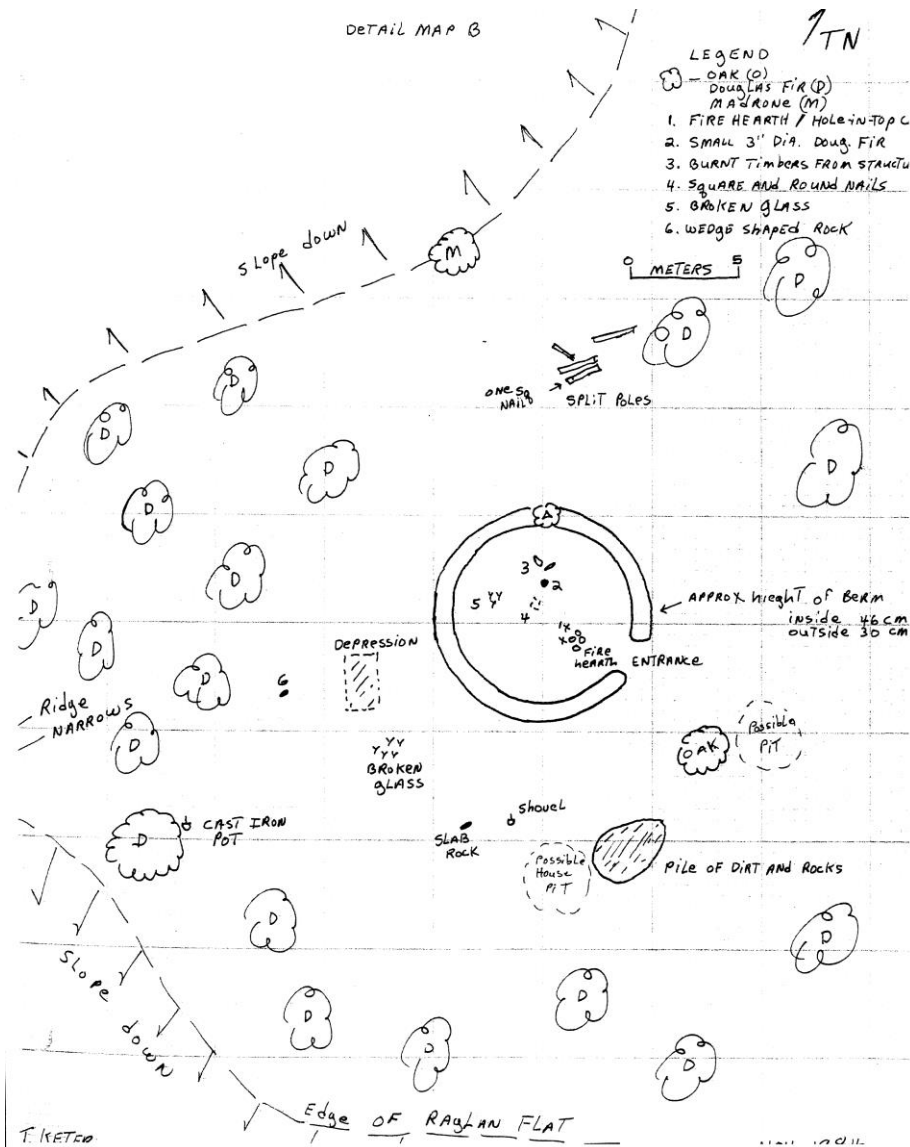 DETAIL MAP B
TN
LEGEND
OAK (O)
DOUGLAS FIR (D)
MADRONE (M)
1. FIRE HEARTH / HOLE-IN-TOP C
2. SMALL 3" DIA. DOUG. FIR
3. BURNT TIMBERS FROM STRUCTU
4. SQUARE AND ROUND NAILS
5. BROKEN GLASS
6. WEDGE SHAPED ROCK
0 METERS 5
Slope down
M
D
D
ONE SQ
NAIL
SPLIT POLES
D
D
D
D
D
D
A
3
2
5
YY
Y
4
1x
x
FIRE
HEARTH
ENTRANCE
APPROX HIEGHT OF BERM
INSIDE 46 CM
OUTSIDE 30 CM
D
D
D
DEPRESSION
6
Ridge
NARROWS
D
YY
YYY
BROKEN
GLASS
OAK
Possible
PiT
D
CAST IRON
POT
SLAB
ROCK
Shovel
Possible
House
PiT
PILE OF DIRT AND ROCKS
D
D
D
D
D
D
SLOPE down
Edge OF RAGLAN FLAT